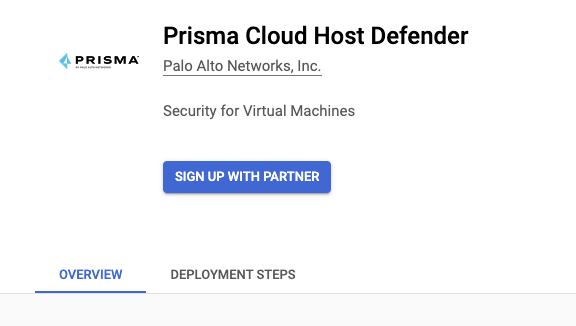 Prisma Cloud Host Defender
PRISMA
BY PALO ALTO NETWORKS
Palo Alto Networks, Inc.
Security for Virtual Machines
SIGN UP WITH PARTNER
OVERVIEW
DEPLOYMENT STEPS